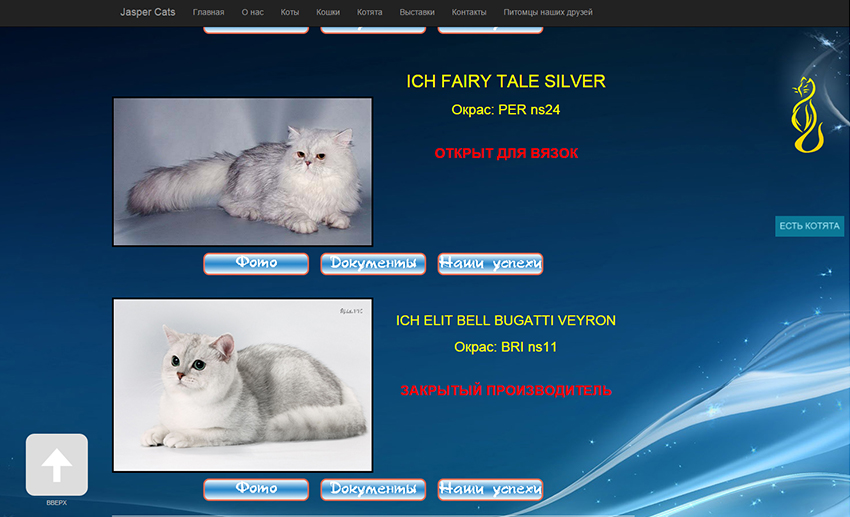 Jasper Cats Главная О нас Коты Кошки Котята Выставки Контакты Питомцы наших друзей
ICH FAIRY TALE SILVER
Окрас: PER ns24
ОТКРЫТ ДЛЯ ВЯЗОК
ЕСТЬ КОТЯТА
Фото Документы Наши успехи
ICH ELIT BELL BUGATTI VEYRON
Окрас: BRI ns11
ЗАКРЫТЫЙ ПРОИЗВОДИТЕЛЬ
Фото Документы Наши успехи
ВВЕРХ